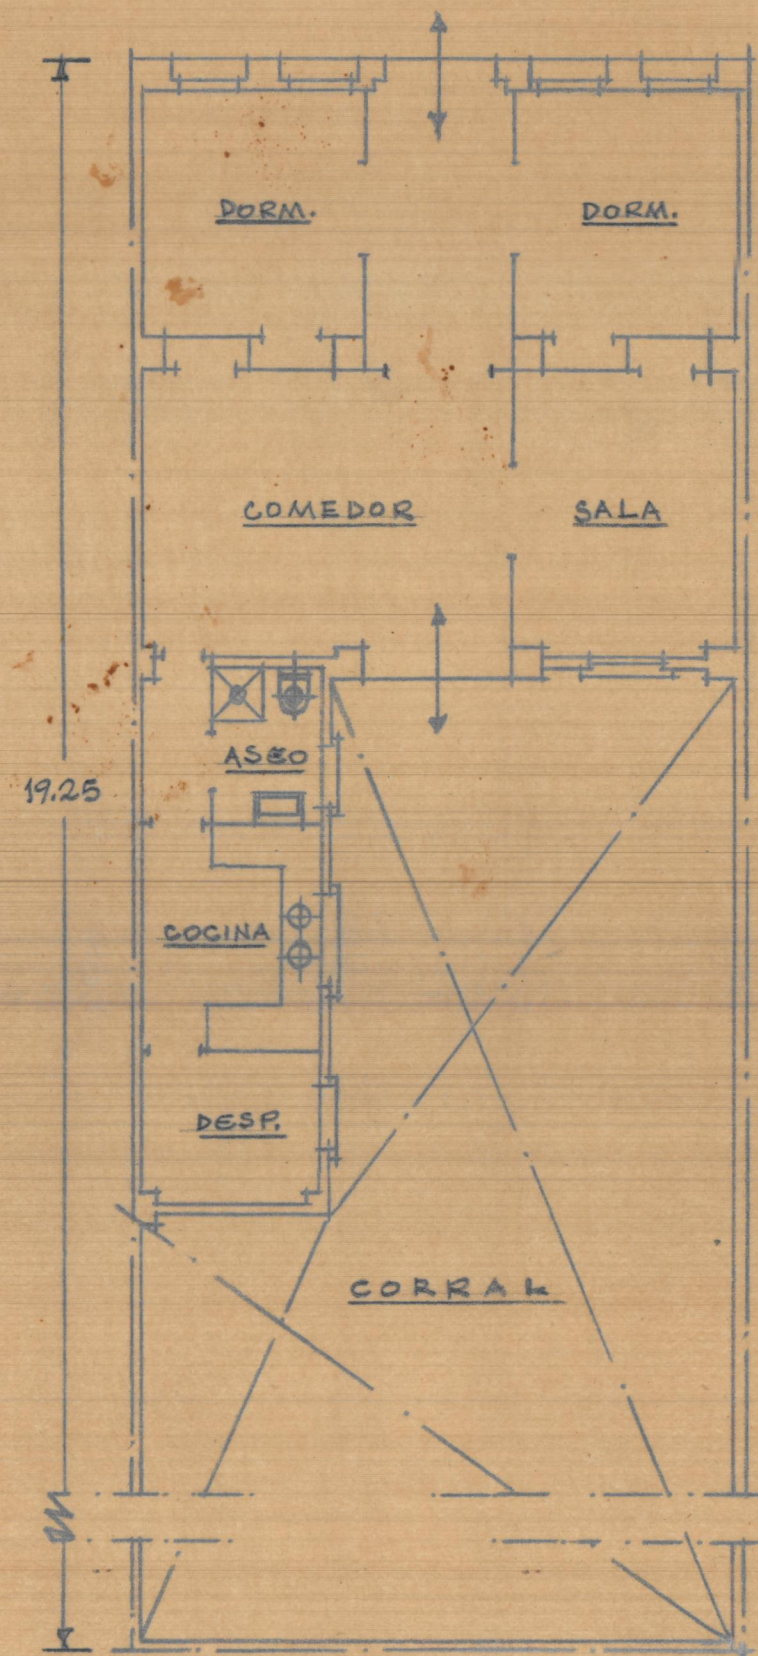 DORM. DORM.
COMEDOR SALA
ASEO
19.25
COCINA
DESP.
CORRAL